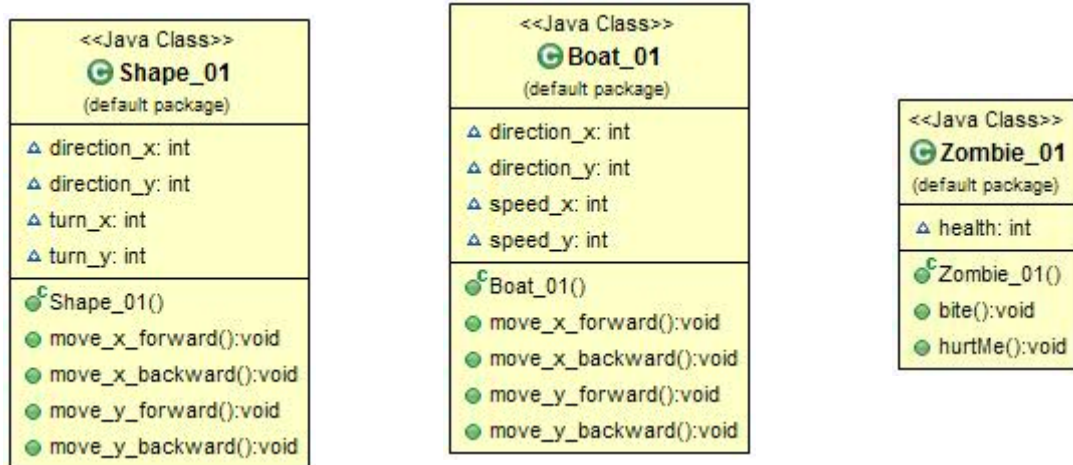 <<Java Class>>
C Shape_01
(default package)
direction_x: int
direction_y: int
turn_x: int
turn_y: int
C Shape_01()
move_x_forward():void
move_x_backward():void
move_y_forward():void
move_y_backward():void
<<Java Class>>
C Boat_01
(default package)
direction_x: int
direction_y: int
speed_x: int
speed_y: int
C Boat_01()
move_x_forward():void
move_x_backward():void
move_y_forward():void
move_y_backward():void
<<Java Class>>
C Zombie_01
(default package)
health: int
C Zombie_01()
bite():void
hurtMe():void